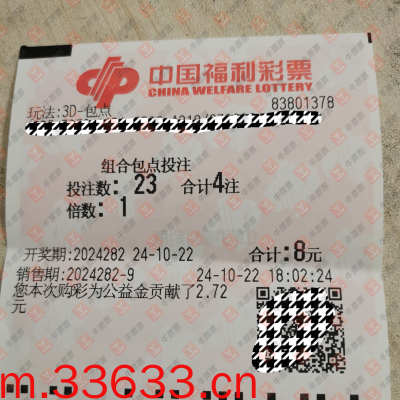 中国福利彩票
CHINA WELFARE LOTTERY
83801378
玩法:3D-包点
组合包点投注
投注数: 23 合计4注
倍数: 1
开奖期:2024282 24-10-22 合计:8元
销售期:2024282-9 24-10-22 18:02:24
您本次购彩为公益金贡献了2.72
元
m.33633.cn